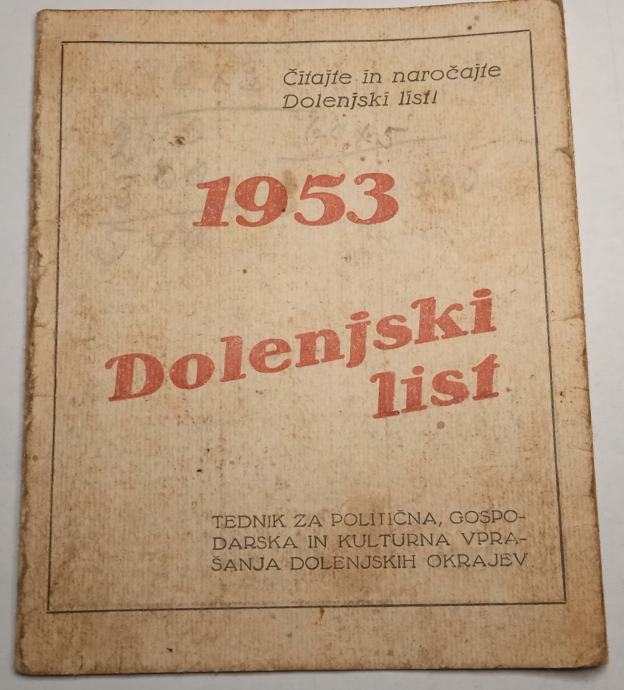 Čitajte in naročajte
Dolenjski list!
1953
Dolenjski
list
TEDNIK ZA POLITIČNA, GOSPO-
DARSKA IN KULTURNA VPRA-
ŠANJA DOLENJSKIH OKRAJEV